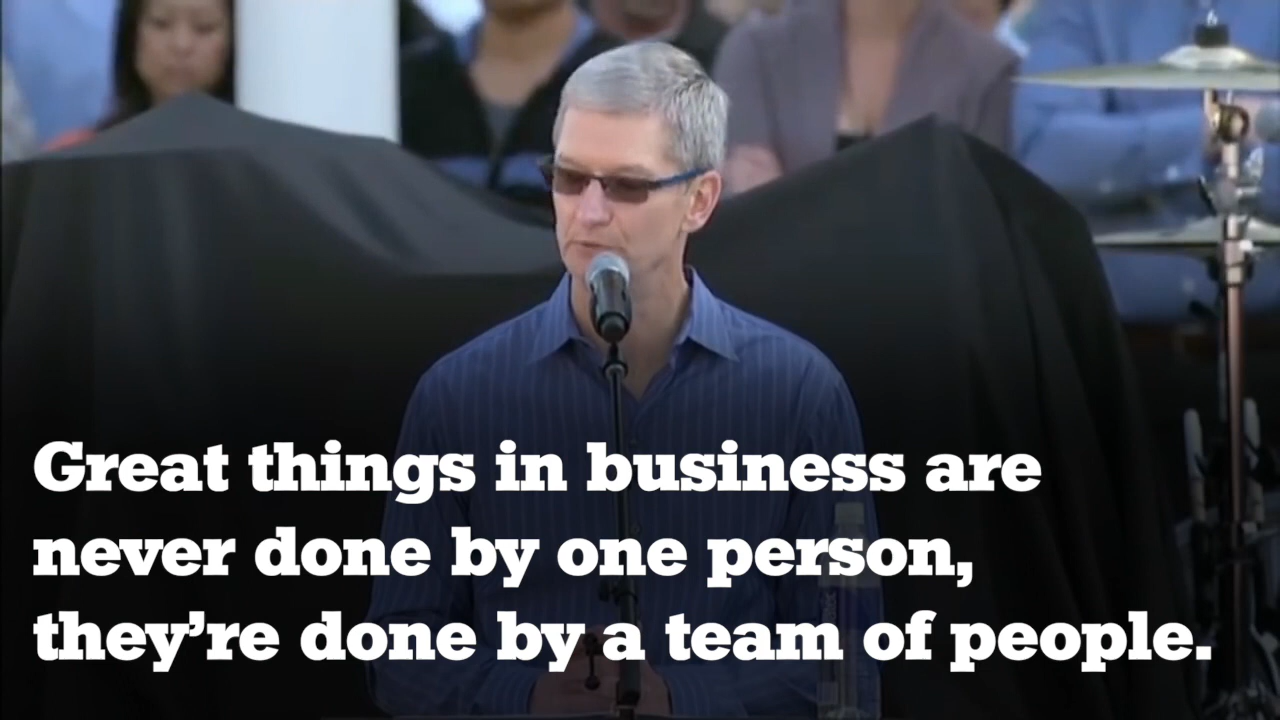 Great things in business are
never done by one person,
they’re done by a team of people.